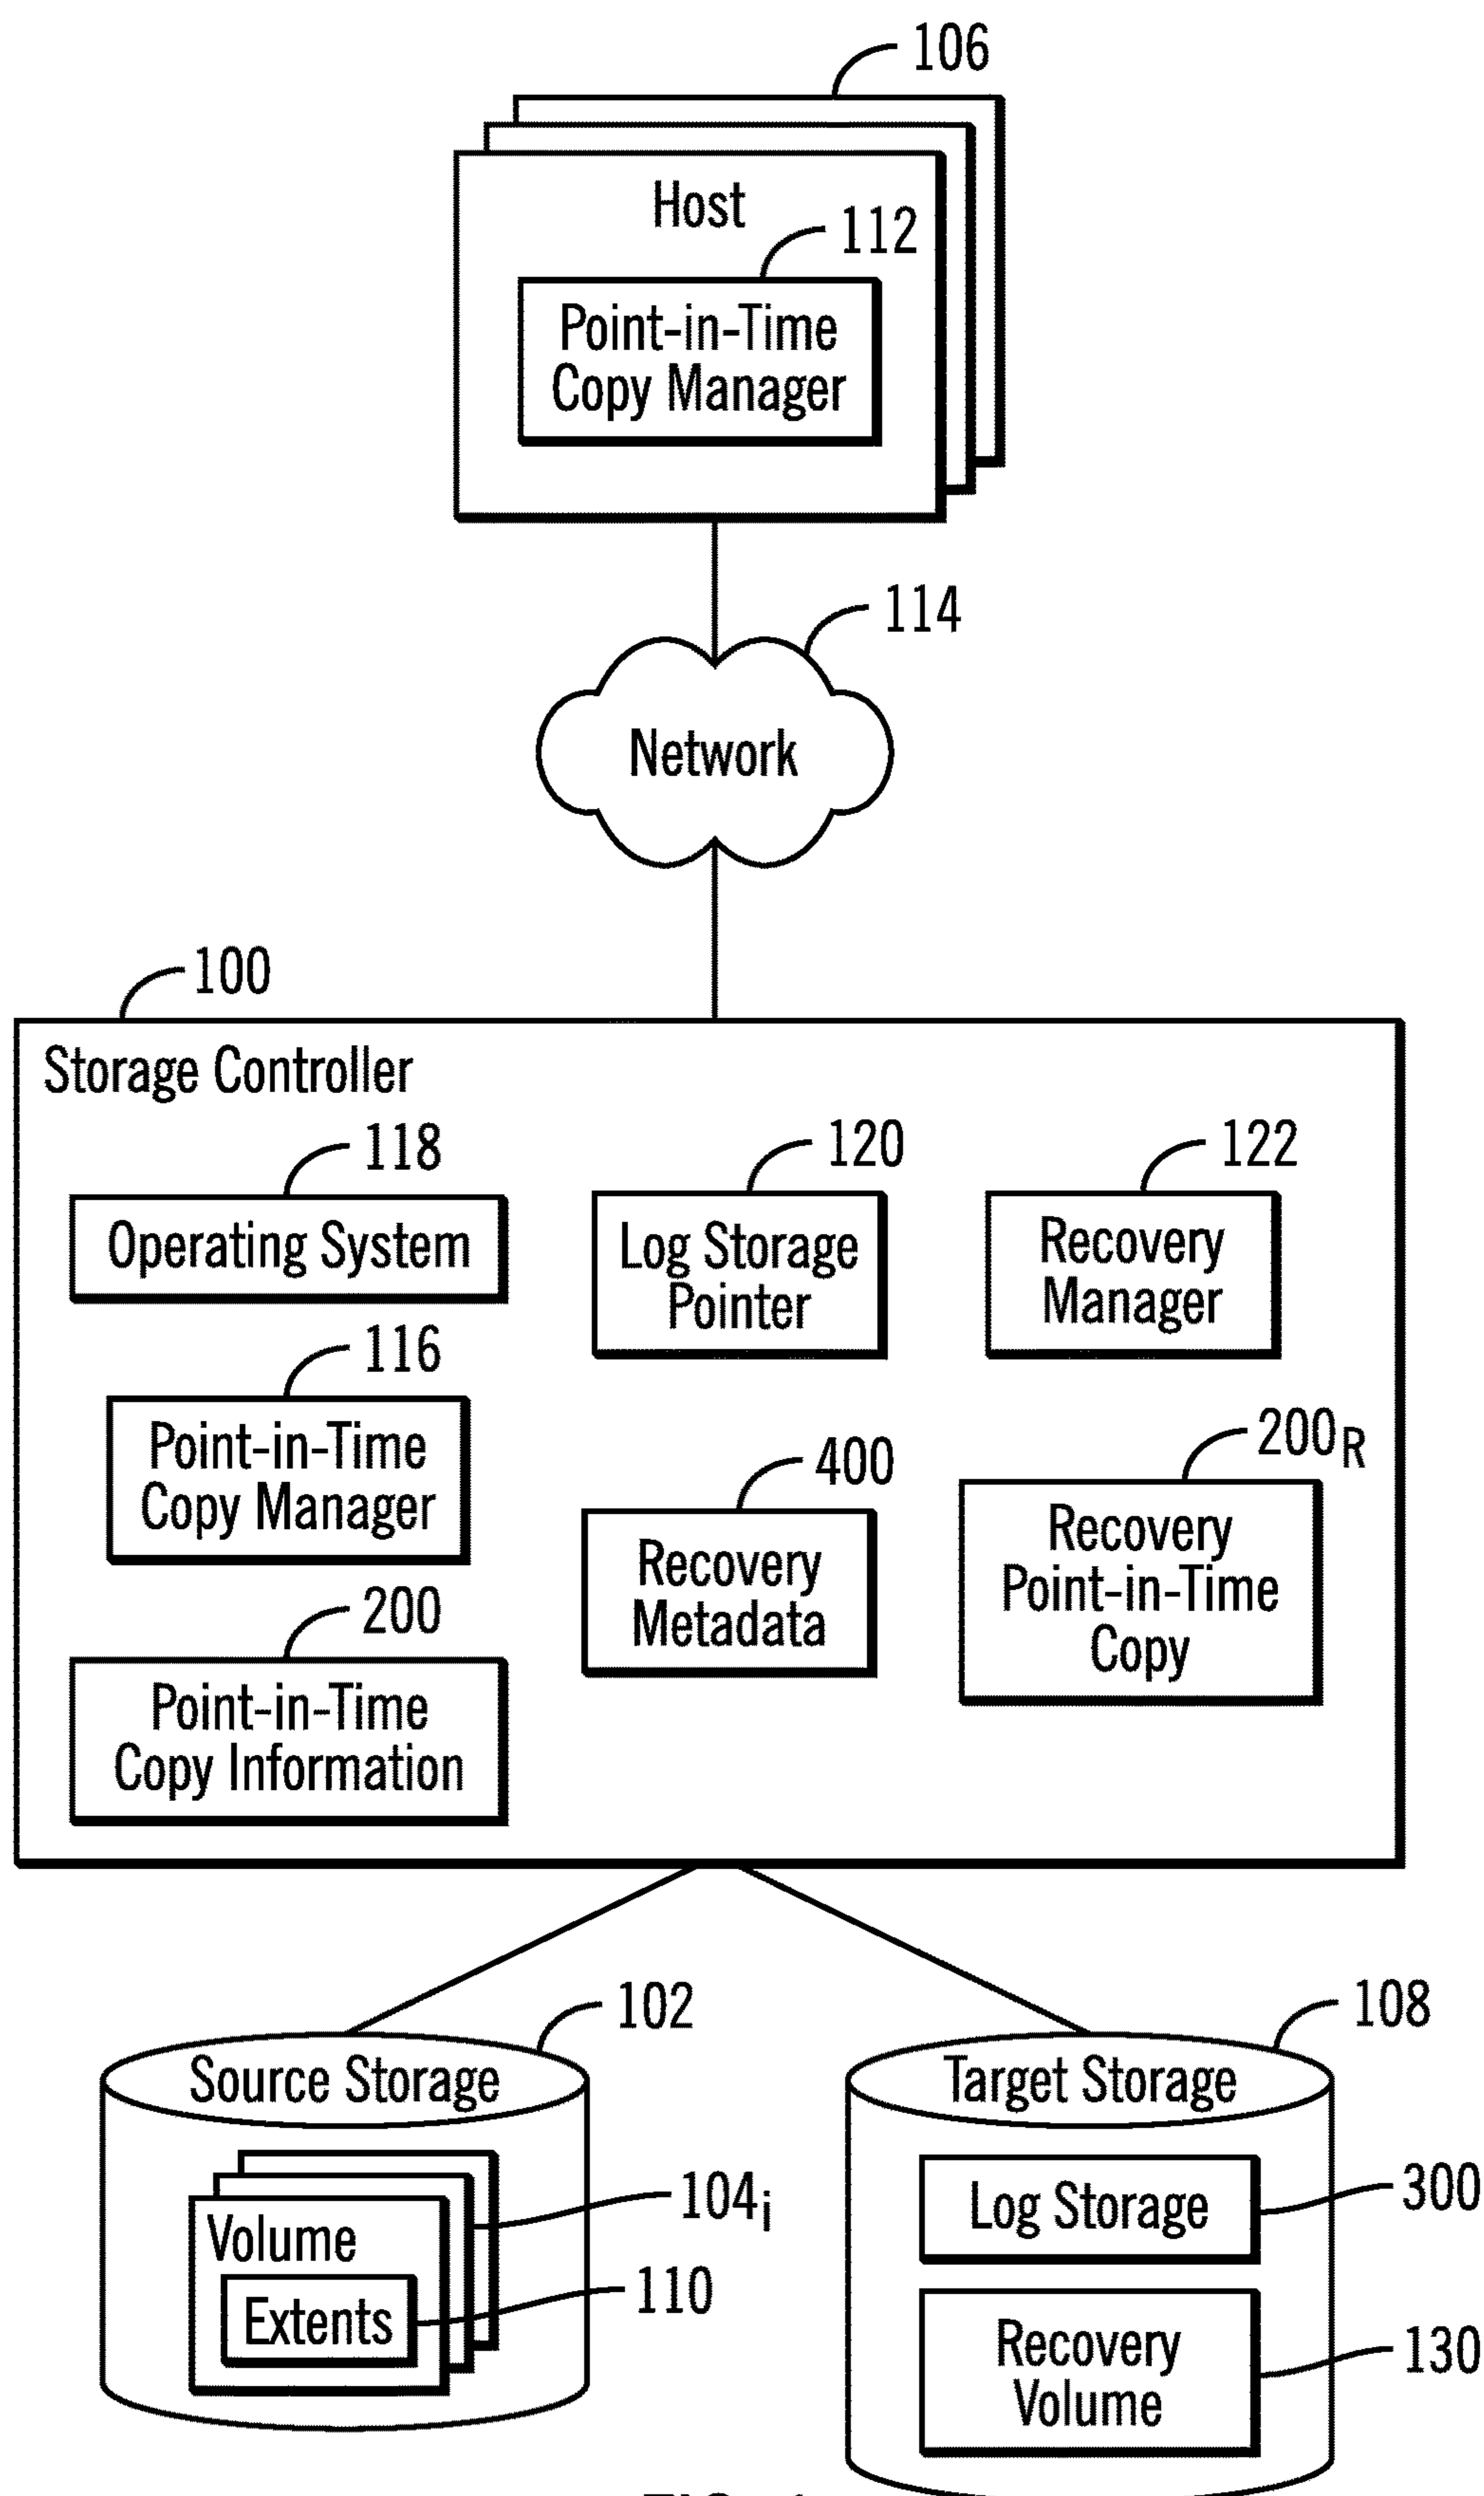 106
Host
112
Point-in-Time
Copy Manager
114
Network
100
Storage Controller
118
Operating System
120
Log Storage
Pointer
122
Recovery
Manager
116
Point-in-Time
Copy Manager
400
Recovery
Metadata
200R
Recovery
Point-in-Time
Copy
200
Point-in-Time
Copy Information
102
Source Storage
108
Target Storage
104i
Volume
110
Extents
Log Storage
300
Recovery
Volume
130